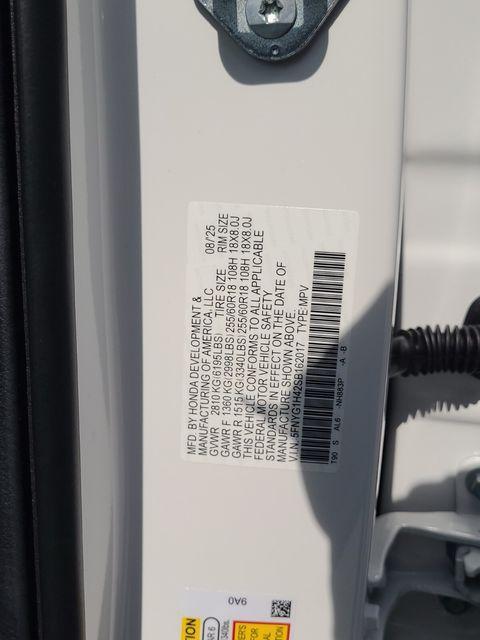 MFD. BY HONDA DEVELOPMENT &
MANUFACTURING OF AMERICA, LLC 08/25
GVWR 2810 KG(6195LBS) TIRE SIZE RIM SIZE
GAWR F 1360 KG(2998LBS) 255/60R18 108H 18X8.0J
GAWR R 1515 KG(3340LBS) 255/60R18 108H 18X8.0J
THIS VEHICLE CONFORMS TO ALL APPLICABLE
FEDERAL MOTOR VEHICLE SAFETY
STANDARDS IN EFFECT ON THE DATE OF
MANUFACTURE SHOWN ABOVE.
V.I.N. 5FNYG1H42SB162017 TYPE:MPV
T90 S AL6 -NH883P -A -B
9A0